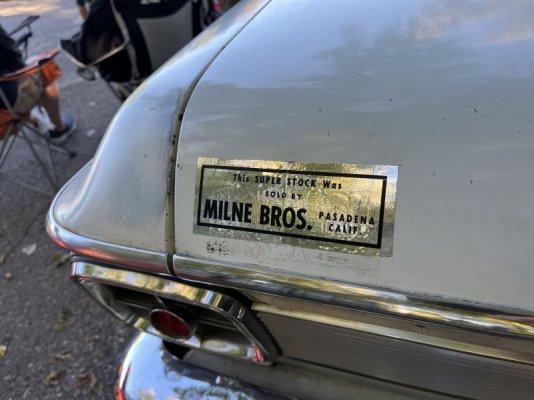 This SUPER STOCK Was
SOLD BY
MILNE BROS. PASADENA
CALIF.